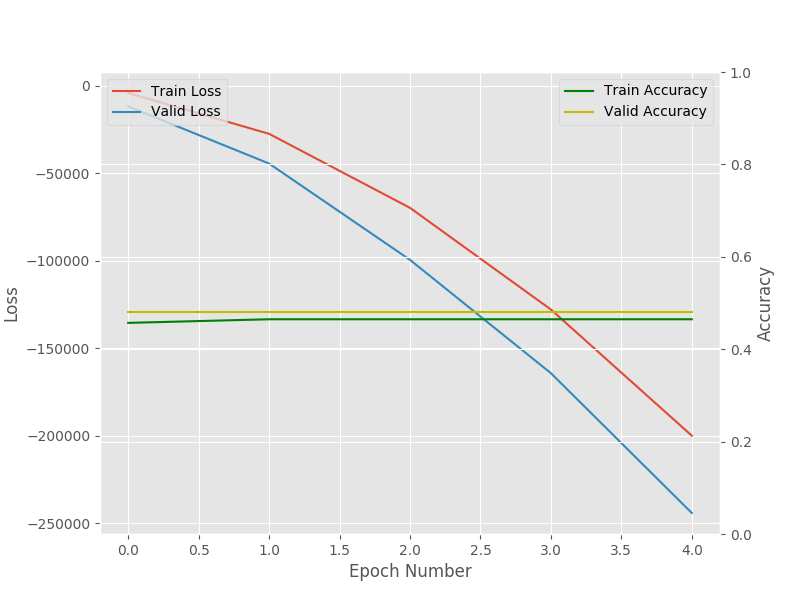 Train Loss
Valid Loss
Train Accuracy
Valid Accuracy
0
−50000
−100000
−150000
−200000
−250000
Loss
1.0
0.8
0.6
0.4
0.2
0.0
Accuracy
0.0 0.5 1.0 1.5 2.0 2.5 3.0 3.5 4.0
Epoch Number